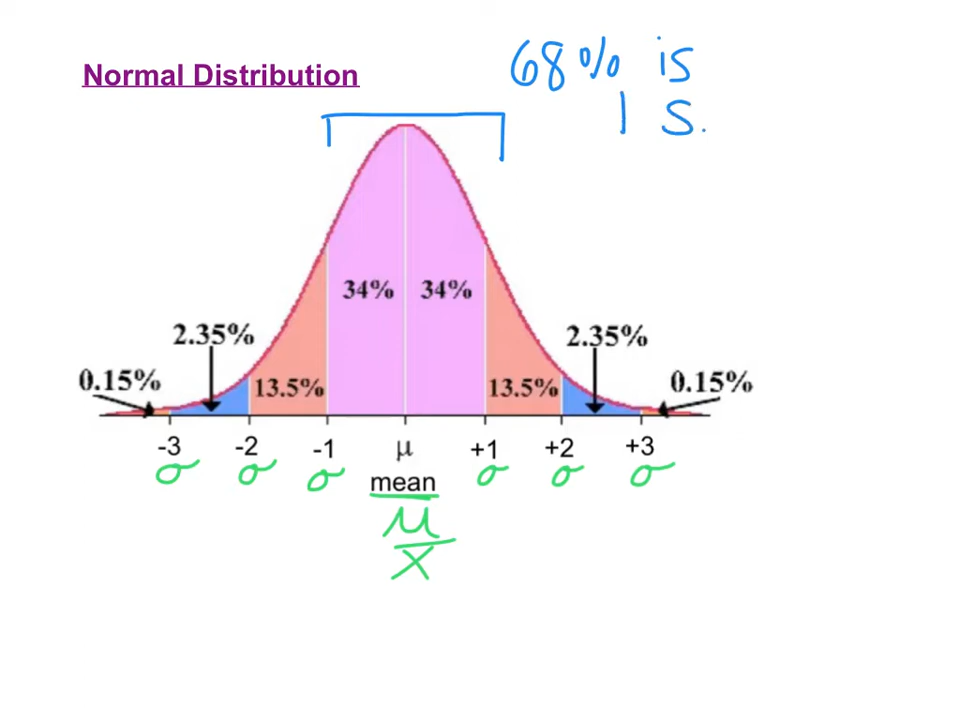 Normal Distribution
68% is
1 S.
34% 34%
2.35% 2.35%
0.15% 13.5% 13.5% 0.15%
-3 -2 -1 μ +1 +2 +3
σ σ σ mean σ σ σ
μ
x̄